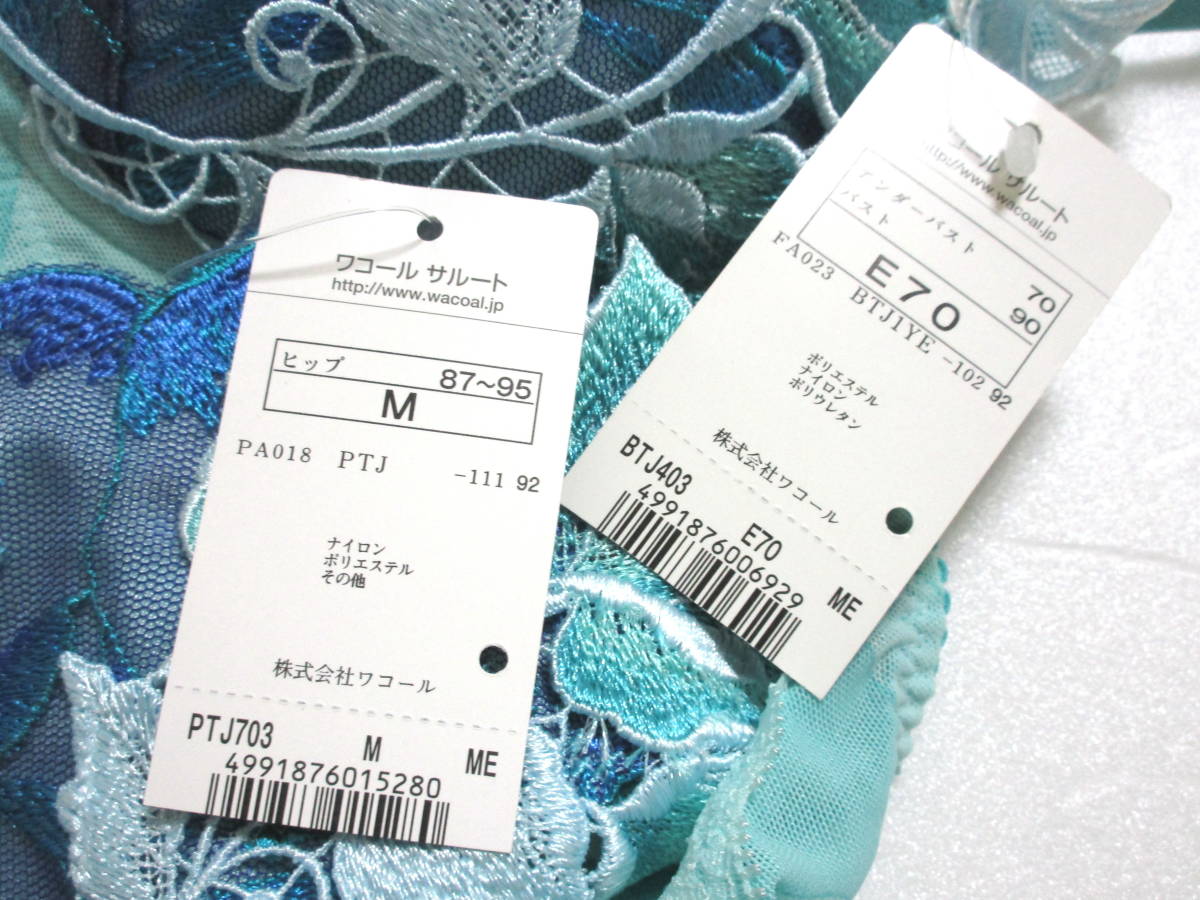 ワコール サルート
http://www.wacoal.jp
ヒップ 87~95
M
PA018 PTJ -111 92
ナイロン
ポリエステル
その他
株式会社ワコール
PTJ703 M ME
4991876015280
ワコール サルート
http://www.wacoal.jp
アンダーバスト 70
バスト 90
E70
FA023 BTJ1YE -102 92
ポリエステル
ナイロン
ポリウレタン
株式会社ワコール
BTJ403 E70 ME
4991876006929